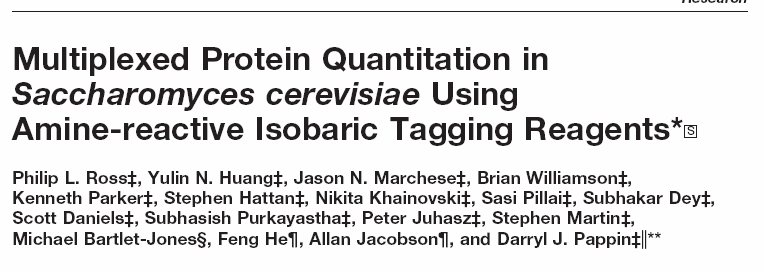 Research
Multiplexed Protein Quantitation in
Saccharomyces cerevisiae Using
Amine-reactive Isobaric Tagging Reagents*S
Philip L. Ross‡, Yulin N. Huang‡, Jason N. Marchese‡, Brian Williamson‡,
Kenneth Parker‡, Stephen Hattan‡, Nikita Khainovski‡, Sasi Pillai‡, Subhakar Dey‡,
Scott Daniels‡, Subhasish Purkayastha‡, Peter Juhasz‡, Stephen Martin‡,
Michael Bartlet-Jones§, Feng He¶, Allan Jacobson¶, and Darryl J. Pappin‡‖**